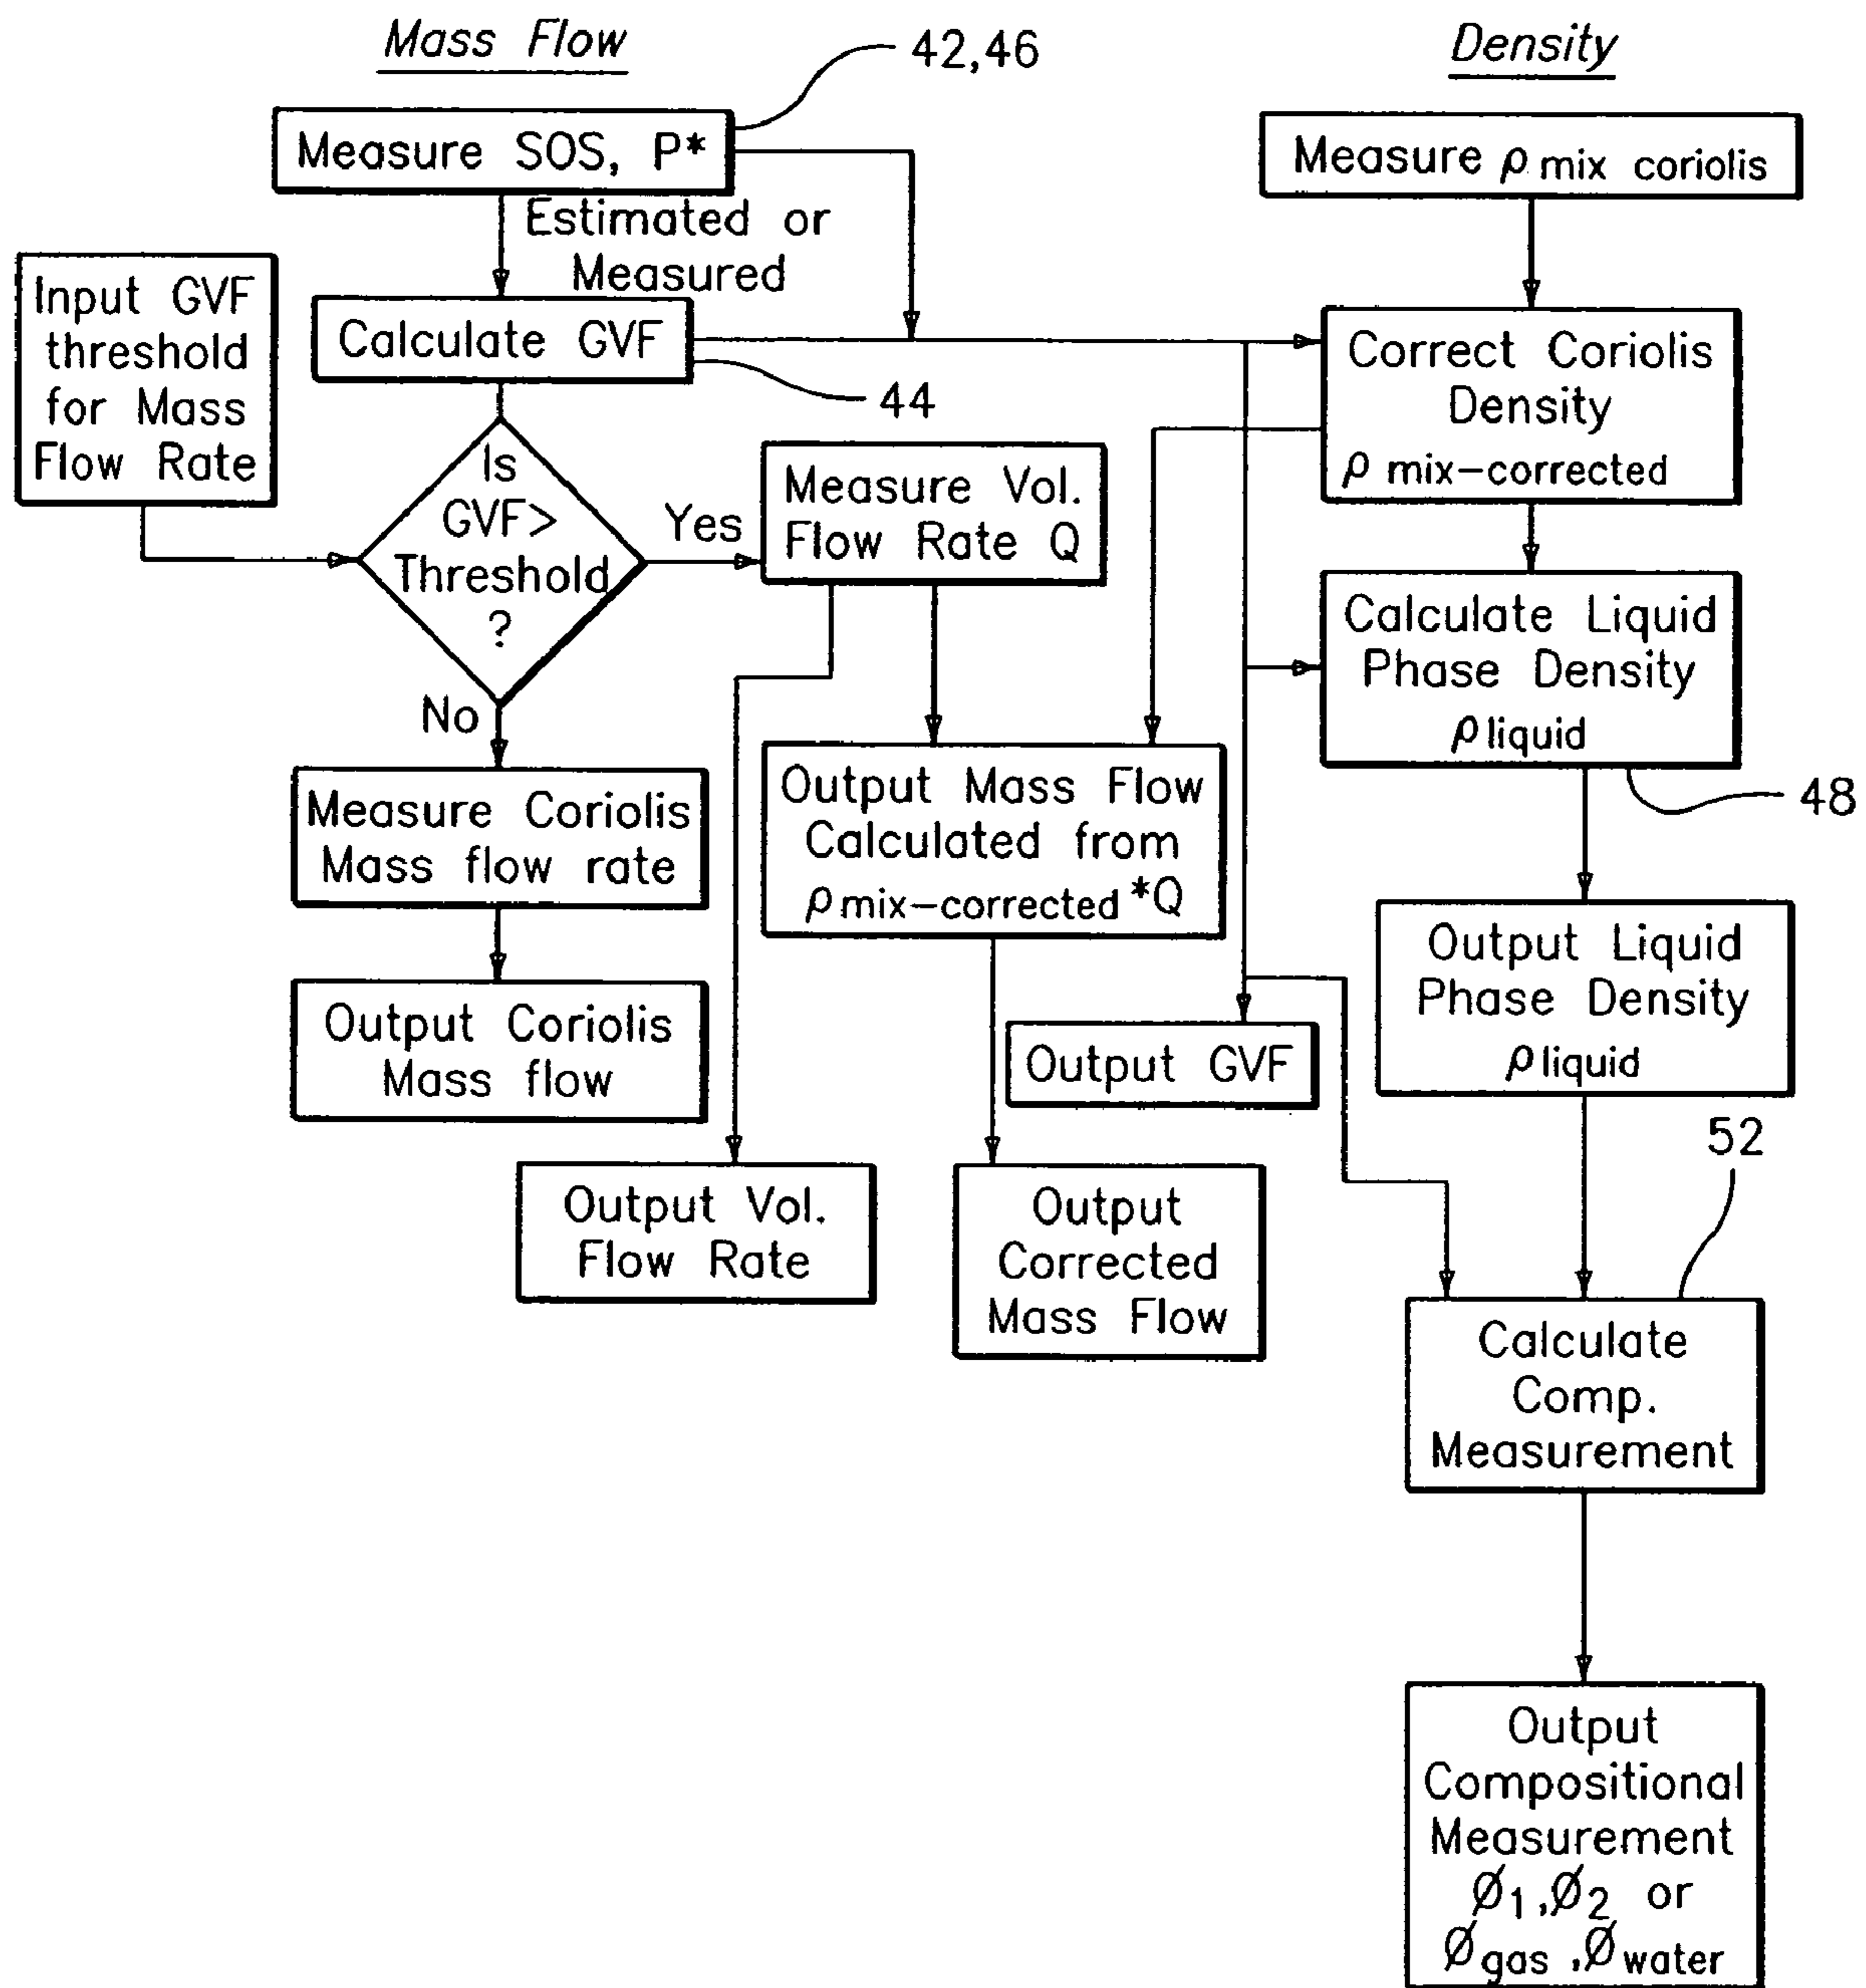 Mass Flow
42,46
Density
Measure SOS, P*
Measure ρ mix coriolis
Estimated or
Measured
Input GVF
threshold
for Mass
Flow Rate
Calculate GVF
44
Correct Coriolis
Density
ρ mix-corrected
Is
GVF>
Threshold
?
Yes
No
Measure Vol.
Flow Rate Q
Calculate Liquid
Phase Density
ρ liquid
48
Measure Coriolis
Mass flow rate
Output Mass Flow
Calculated from
ρ mix-corrected *Q
Output Liquid
Phase Density
ρ liquid
Output Coriolis
Mass flow
Output GVF
52
Output Vol.
Flow Rate
Output
Corrected
Mass Flow
Calculate
Comp.
Measurement
Output
Compositional
Measurement
Ø1,Ø2 or
Øgas ,Øwater